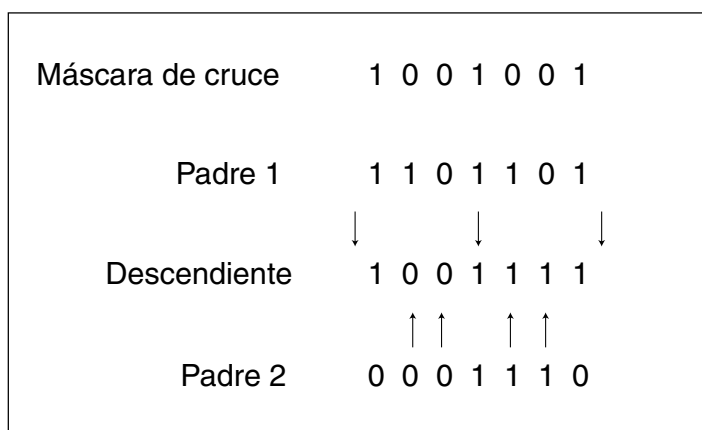 Máscara de cruce 1 0 0 1 0 0 1
Padre 1 1 1 0 1 1 0 1
Descendiente 1 0 0 1 1 1 1
Padre 2 0 0 0 1 1 1 0